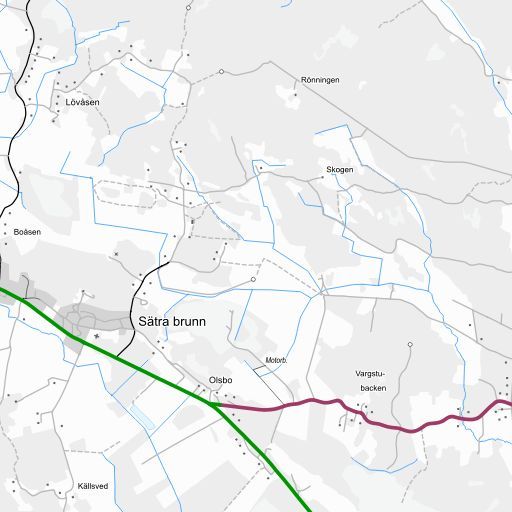 Rönningen
Lövåsen
Skogen
Boåsen
Sätra brunn
Motorb.
Olsbo
Vargstu-
backen
Källsved